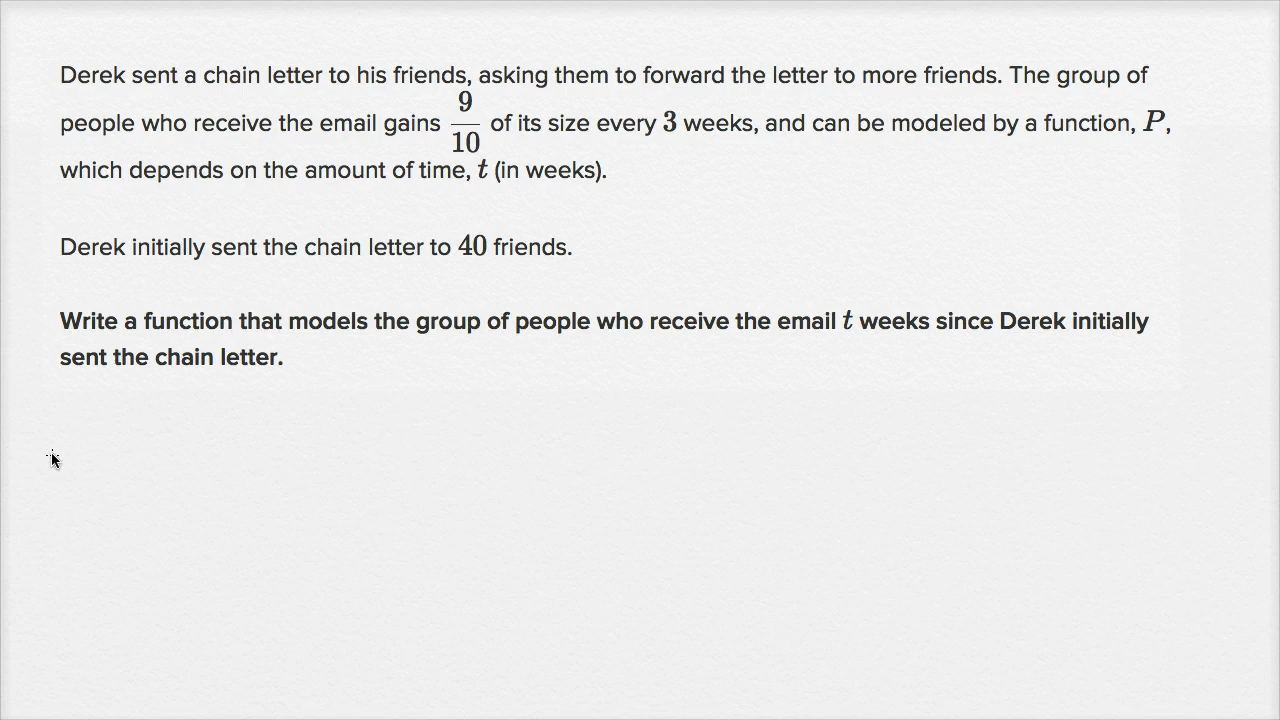 Derek sent a chain letter to his friends, asking them to forward the letter to more friends. The group of
people who receive the email gains 9/10 of its size every 3 weeks, and can be modeled by a function, P,
which depends on the amount of time, t (in weeks).
Derek initially sent the chain letter to 40 friends.
Write a function that models the group of people who receive the email t weeks since Derek initially
sent the chain letter.